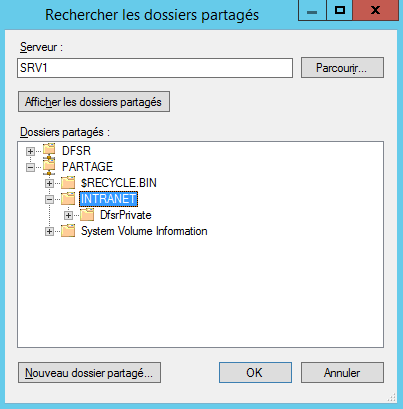 Rechercher les dossiers partagés
Serveur :
SRV1
Parcourir...
Afficher les dossiers partagés
Dossiers partagés :
DFSR
PARTAGE
$RECYCLE.BIN
INTRANET
DfsrPrivate
System Volume Information
Nouveau dossier partagé...
OK
Annuler